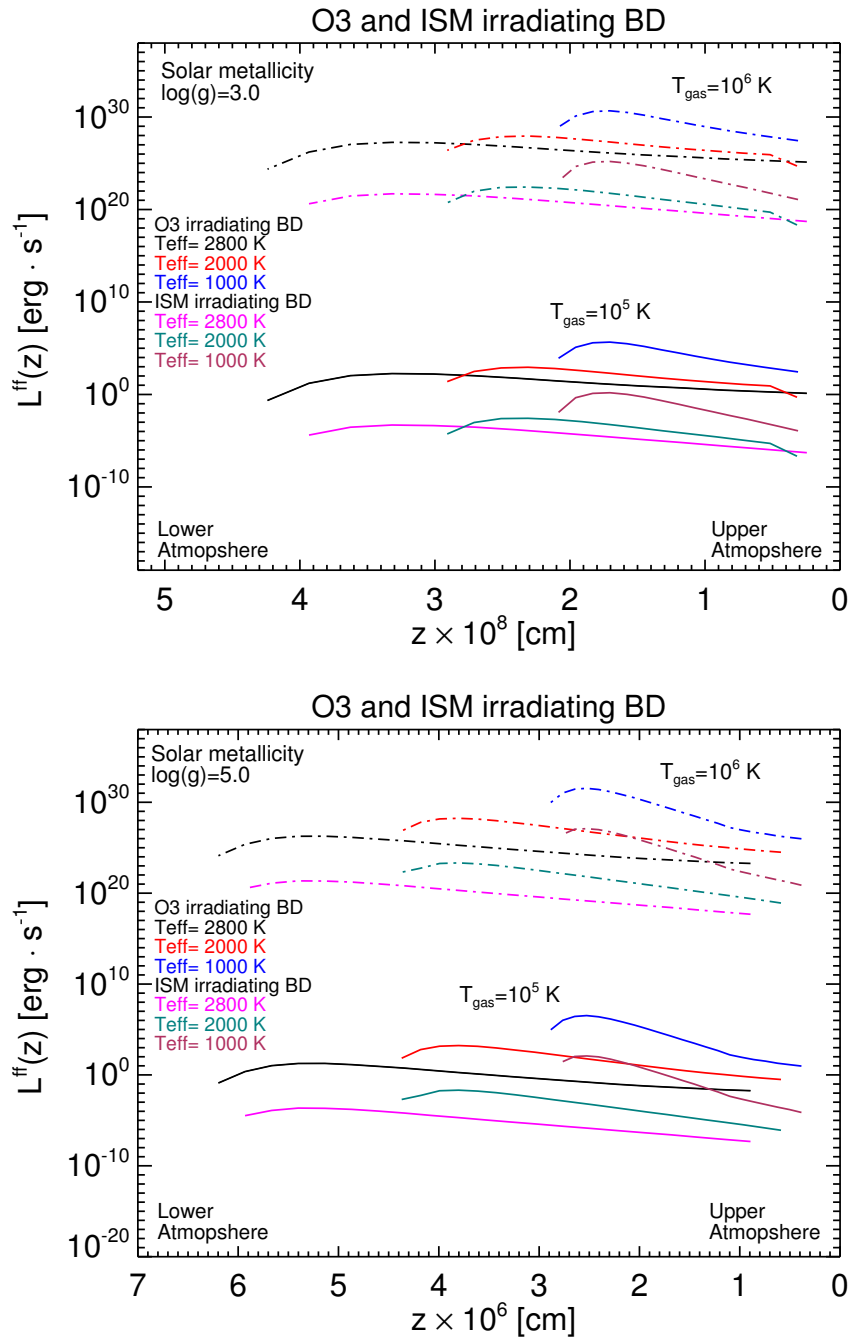 O3 and ISM irradiating BD
Solar metallicity
log(g)=3.0
T_gas=10^6 K
10^30
10^20
10^10
10^0
10^-10
L^ff(z) [erg · s^-1]
O3 irradiating BD
Teff= 2800 K
Teff= 2000 K
Teff= 1000 K
ISM irradiating BD
Teff= 2800 K
Teff= 2000 K
Teff= 1000 K
T_gas=10^5 K
Lower
Atmopshere
Upper
Atmopshere
5 4 3 2 1 0
z × 10^8 [cm]
O3 and ISM irradiating BD
Solar metallicity
log(g)=5.0
T_gas=10^6 K
10^30
10^20
10^10
10^0
10^-10
10^-20
L^ff(z) [erg · s^-1]
O3 irradiating BD
Teff= 2800 K
Teff= 2000 K
Teff= 1000 K
ISM irradiating BD
Teff= 2800 K
Teff= 2000 K
Teff= 1000 K
T_gas=10^5 K
Lower
Atmopshere
Upper
Atmopshere
7 6 5 4 3 2 1 0
z × 10^6 [cm]